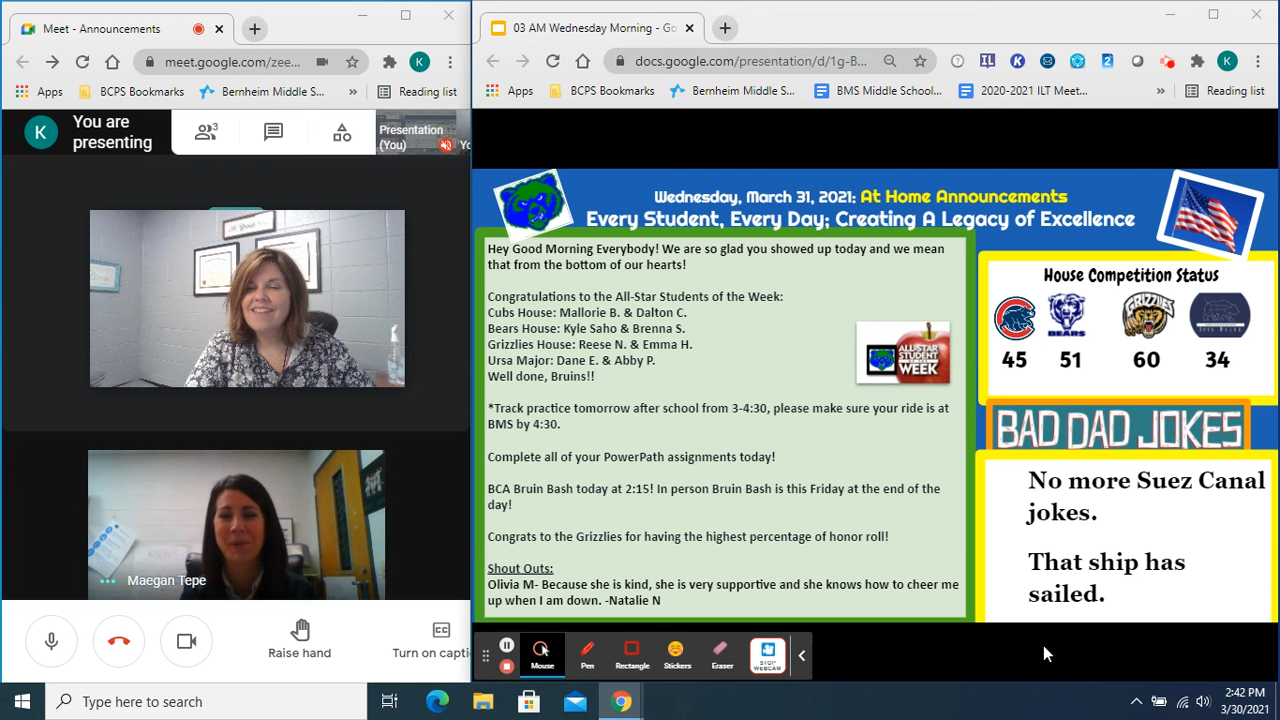 Meet - Announcements
03 AM Wednesday Morning - Go
meet.google.com/zee...
docs.google.com/presentation/d/1g-B...
Apps
BCPS Bookmarks
Bernheim Middle S...
»
Reading list
Apps
BCPS Bookmarks
Bernheim Middle S...
BMS Middle School...
2020-2021 ILT Meet...
»
Reading list
K
You are
presenting
3
Presentation
(You)
Maegan Tepe
Raise hand
Turn on capti
Wednesday, March 31, 2021: At Home Announcements
Every Student, Every Day; Creating A Legacy of Excellence
Hey Good Morning Everybody! We are so glad you showed up today and we mean
that from the bottom of our hearts!
Congratulations to the All-Star Students of the Week:
Cubs House: Mallorie B. & Dalton C.
Bears House: Kyle Saho & Brenna S.
Grizzlies House: Reese N. & Emma H.
Ursa Major: Dane E. & Abby P.
Well done, Bruins!!
ALL-STAR
STUDENT
WEEK
*Track practice tomorrow after school from 3-4:30, please make sure your ride is at
BMS by 4:30.
Complete all of your PowerPath assignments today!
BCA Bruin Bash today at 2:15! In person Bruin Bash is this Friday at the end of the
day!
Congrats to the Grizzlies for having the highest percentage of honor roll!
Shout Outs:
Olivia M- Because she is kind, she is very supportive and she knows how to cheer me
up when I am down. -Natalie N
House Competition Status
BEARS
GRIZZLIES
45 51 60 34
BAD DAD JOKES
No more Suez Canal
jokes.
That ship has
sailed.
Mouse
Pen
Rectangle
Stickers
Eraser
STOP
WEBCAM
Type here to search
2:42 PM
3/30/2021